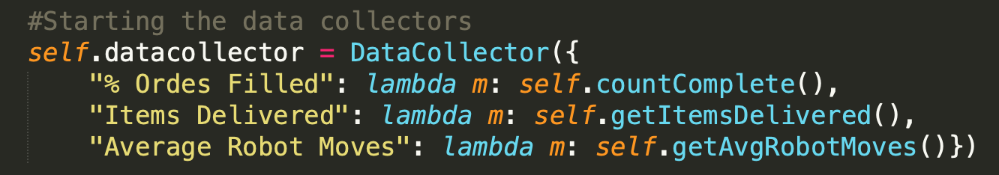 #Starting the data collectors
self.datacollector = DataCollector({
"% Ordes Filled": lambda m: self.countComplete(),
"Items Delivered": lambda m: self.getItemsDelivered(),
"Average Robot Moves": lambda m: self.getAvgRobotMoves()})